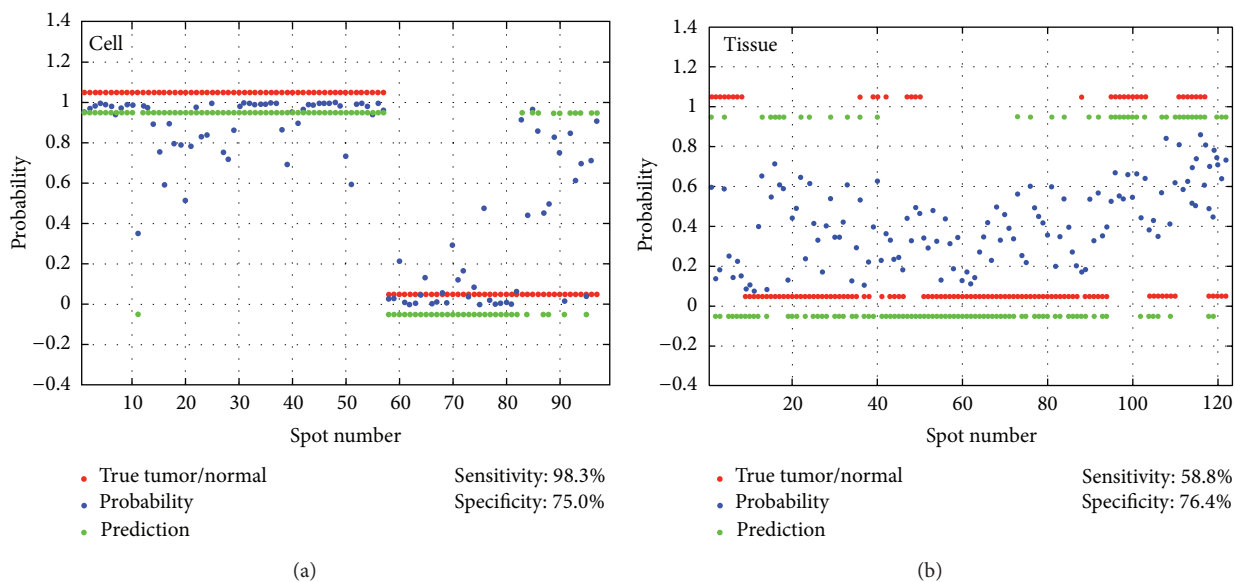 Cell
Probability
1.4
1.2
1
0.8
0.6
0.4
0.2
0
−0.2
−0.4
10 20 30 40 50 60 70 80 90
Spot number
True tumor/normal
Probability
Prediction
Sensitivity: 98.3%
Specificity: 75.0%
(a)
Tissue
Probability
1.4
1.2
1
0.8
0.6
0.4
0.2
0
−0.2
−0.4
20 40 60 80 100 120
Spot number
True tumor/normal
Probability
Prediction
Sensitivity: 58.8%
Specificity: 76.4%
(b)